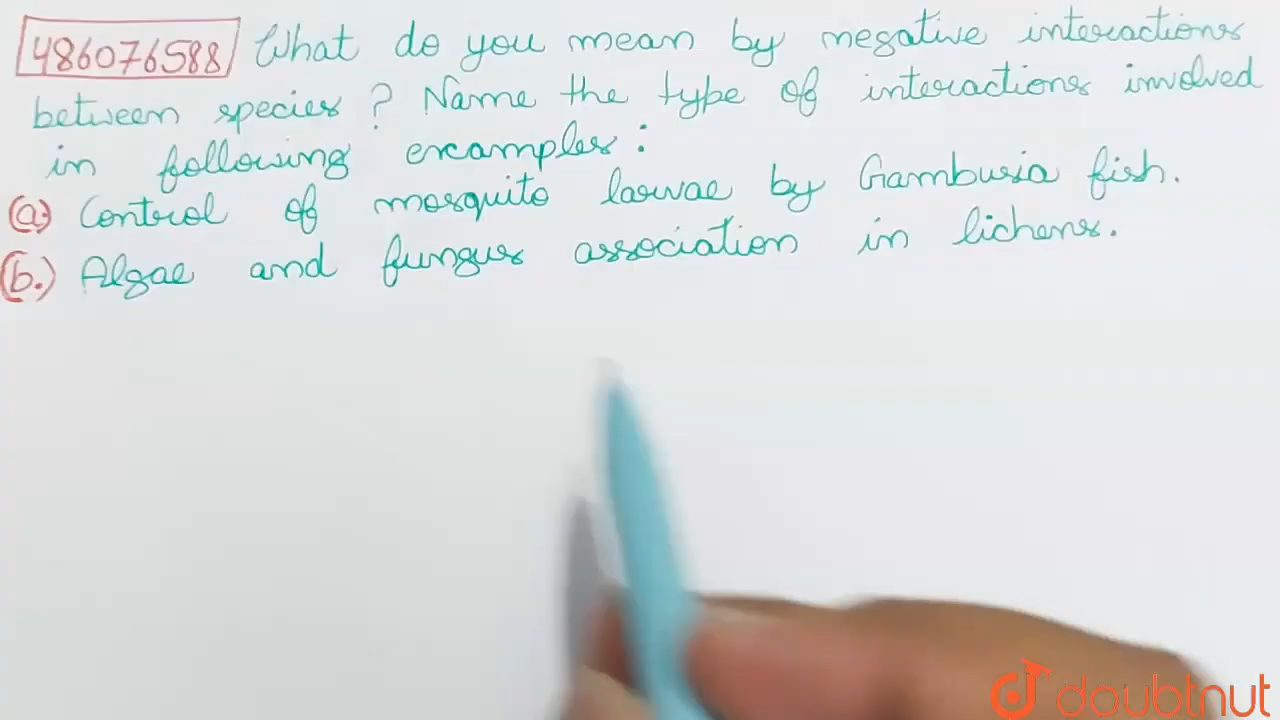 486076588 What do you mean by negative interactions
between species? Name the type of interactions involved
in following examples:
(a) Control of mosquito larvae by Gambusia fish.
(b.) Algae and fungus association in lichens.
doubtnut